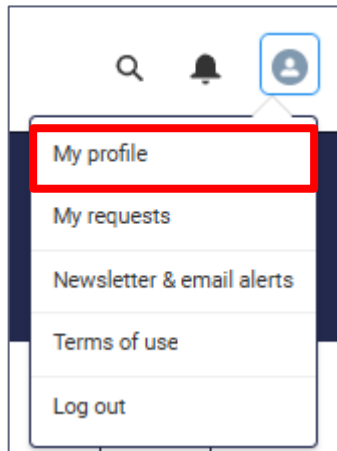 My profile
My requests
Newsletter & email alerts
Terms of use
Log out